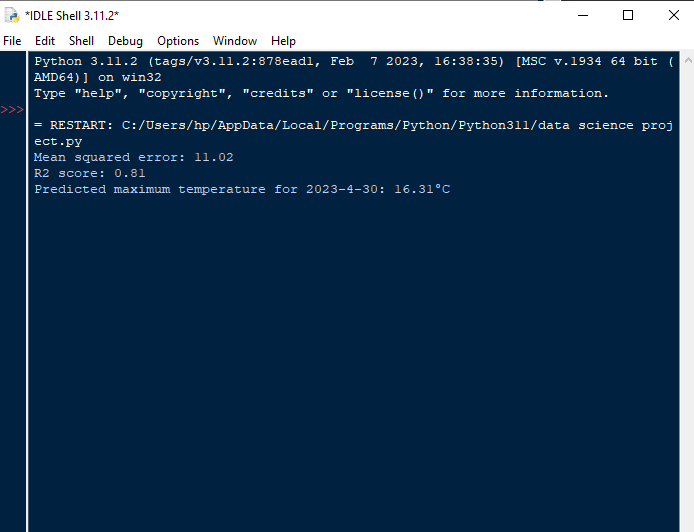 *IDLE Shell 3.11.2*
File Edit Shell Debug Options Window Help
Python 3.11.2 (tags/v3.11.2:878ead1, Feb  7 2023, 16:38:35) [MSC v.1934 64 bit (
AMD64)] on win32
Type "help", "copyright", "credits" or "license()" for more information.
>>>
= RESTART: C:/Users/hp/AppData/Local/Programs/Python/Python311/data science proj
ect.py
Mean squared error: 11.02
R2 score: 0.81
Predicted maximum temperature for 2023-4-30: 16.31°C